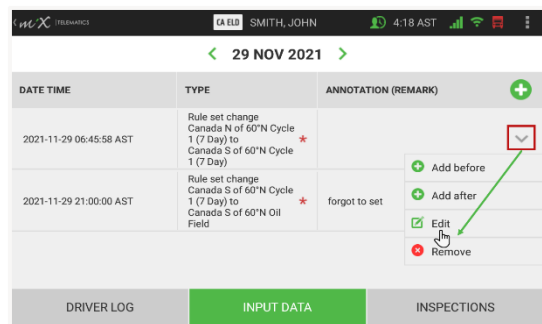 miX TELEMATICS CA ELD SMITH, JOHN 4:18 AST
< 29 NOV 2021 >
DATE TIME TYPE ANNOTATION (REMARK)
Rule set change
Canada N of 60°N Cycle
2021-11-29 06:45:58 AST 1 (7 Day) to *
Canada S of 60°N Cycle
1 (7 Day)
Add before
Rule set change
Canada S of 60°N Cycle
2021-11-29 21:00:00 AST 1 (7 Day) to * forgot to set Add after
Canada S of 60°N Oil
Field
Edit
Remove
DRIVER LOG INPUT DATA INSPECTIONS